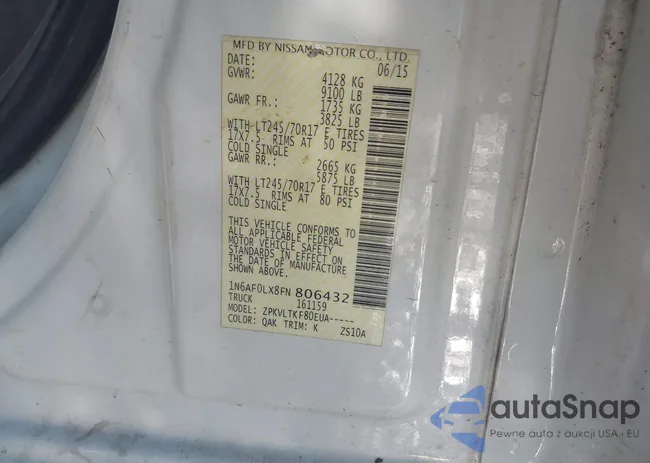 MFD BY NISSAN MOTOR CO., LTD.
DATE: 06/15
GVWR: 4128 KG
9100 LB
GAWR FR.: 1735 KG
3825 LB
WITH LT245/70R17 E TIRES
17X7.5 RIMS AT 50 PSI
COLD SINGLE
GAWR RR.: 2665 KG
5875 LB
WITH LT245/70R17 E TIRES
17X7.5 RIMS AT 80 PSI
COLD SINGLE
THIS VEHICLE CONFORMS TO
ALL APPLICABLE FEDERAL
MOTOR VEHICLE SAFETY
STANDARDS IN EFFECT ON
THE DATE OF MANUFACTURE
SHOWN ABOVE.
1N6AF0LX8FN 806432
TRUCK 161159
MODEL: ZPKVLTKF80EUA-----
COLOR: QAK TRIM: K ZS10A
autaSnap
Pewne auta z aukcji USA i EU